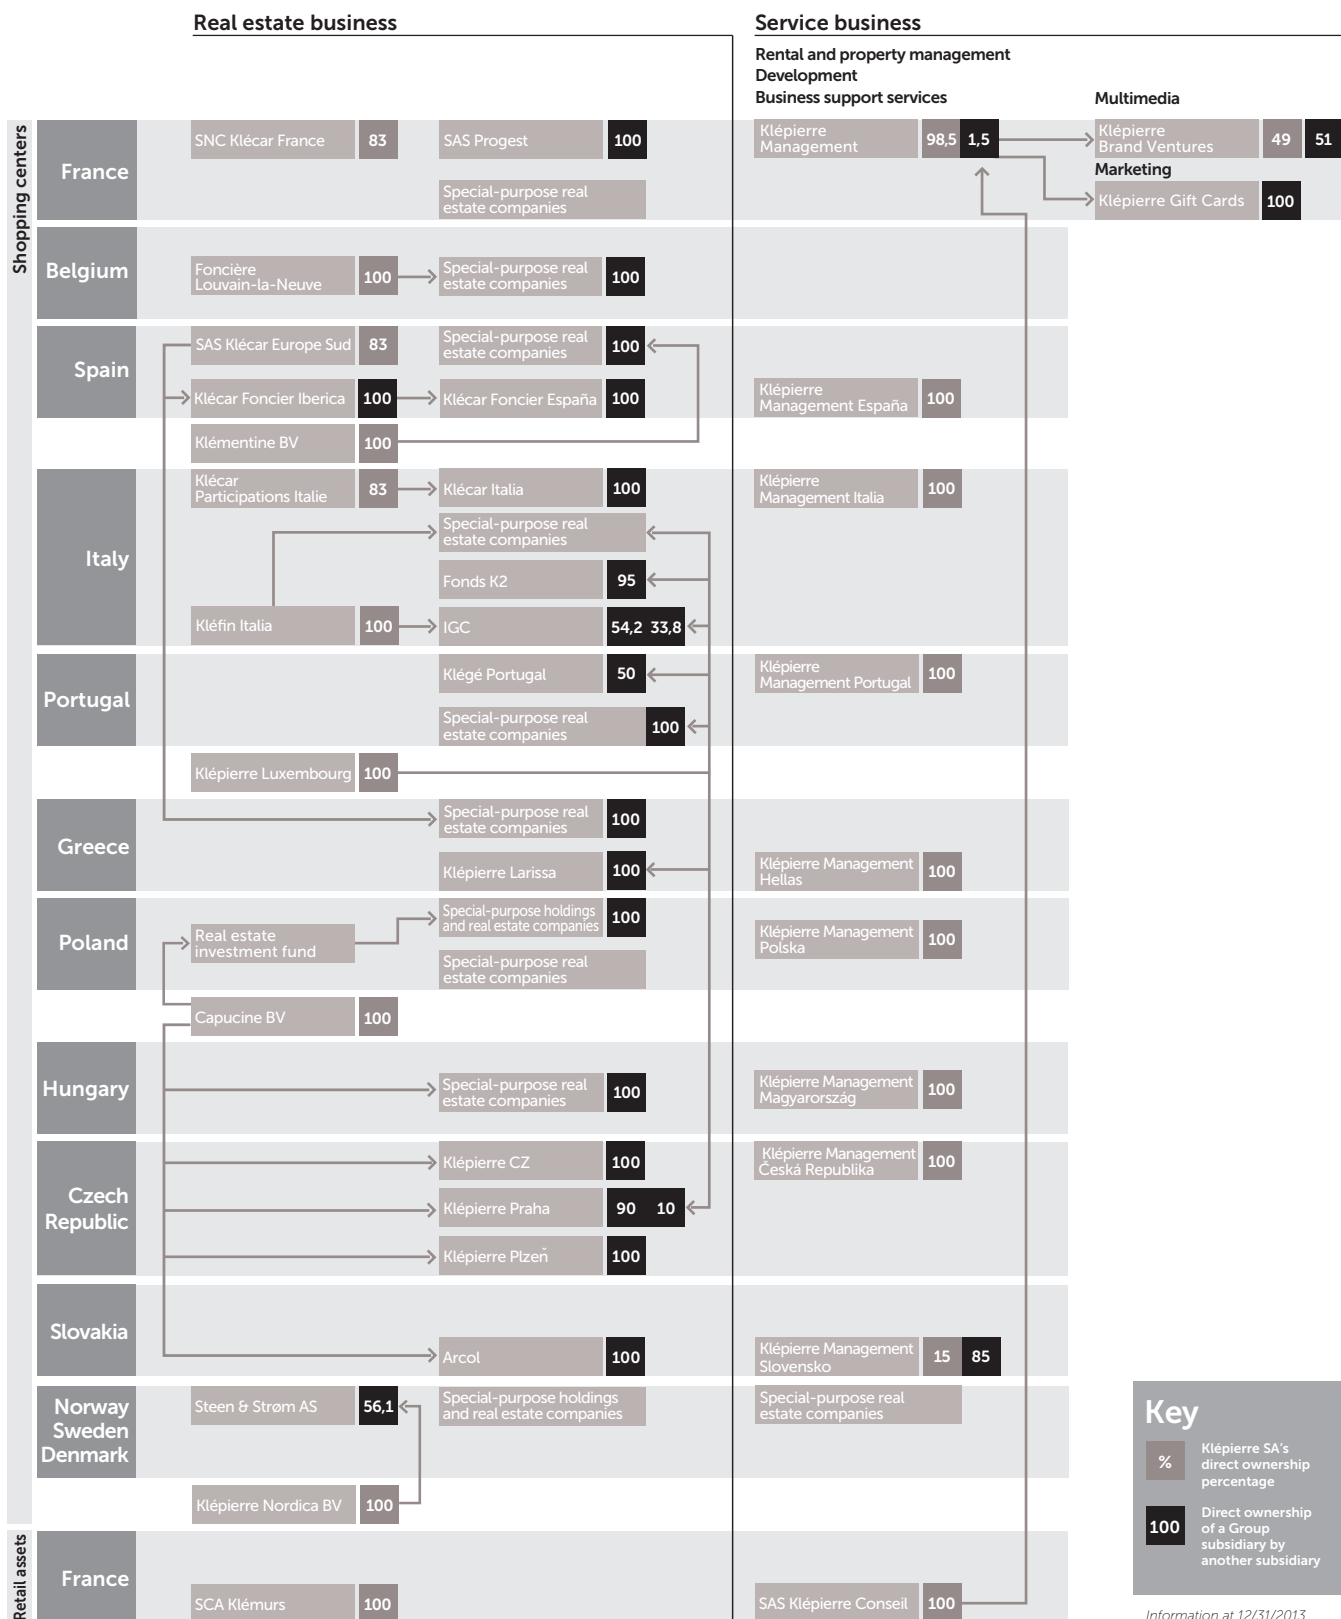 Real estate business
Service business
Rental and property management
Development
Business support services
Multimedia
Shopping centers
France
SNC Klécar France 83
SAS Progest 100
Special-purpose real
estate companies
Klépierre
Management 98,5 1,5
Klépierre
Brand Ventures 49 51
Marketing
Klépierre Gift Cards 100
Belgium
Foncière
Louvain-la-Neuve 100
Special-purpose real
estate companies 100
Spain
SAS Klécar Europe Sud 83
Special-purpose real
estate companies 100
Klécar Foncier Iberica 100
Klécar Foncier España 100
Klépierre
Management España 100
Klémentine BV 100
Italy
Klécar
Participations Italie 83
Klécar Italia 100
Klépierre
Management Italia 100
Special-purpose real
estate companies
Fonds K2 95
Kléfin Italia 100
IGC 54,2 33,8
Portugal
Klégé Portugal 50
Klépierre
Management Portugal 100
Special-purpose real
estate companies 100
Klépierre Luxembourg 100
Greece
Special-purpose real
estate companies 100
Klépierre Larissa 100
Klépierre Management
Hellas 100
Poland
Real estate
investment fund
Special-purpose holdings
and real estate companies 100
Special-purpose real
estate companies
Klépierre Management
Polska 100
Capucine BV 100
Hungary
Special-purpose real
estate companies 100
Klépierre Management
Magyarország 100
Czech
Republic
Klépierre CZ 100
Klépierre Management
Česká Republika 100
Klépierre Praha 90 10
Klépierre Plzeň 100
Slovakia
Arcol 100
Klépierre Management
Slovensko 15 85
Norway
Sweden
Denmark
Steen & Strøm AS 56,1
Special-purpose holdings
and real estate companies
Special-purpose real
estate companies
Klépierre Nordica BV 100
Retail assets
France
SCA Klémurs 100
SAS Klépierre Conseil 100
Key
%
Klépierre SA's
direct ownership
percentage
100
Direct ownership
of a Group
subsidiary by
another subsidiary
Information at 12/31/2013